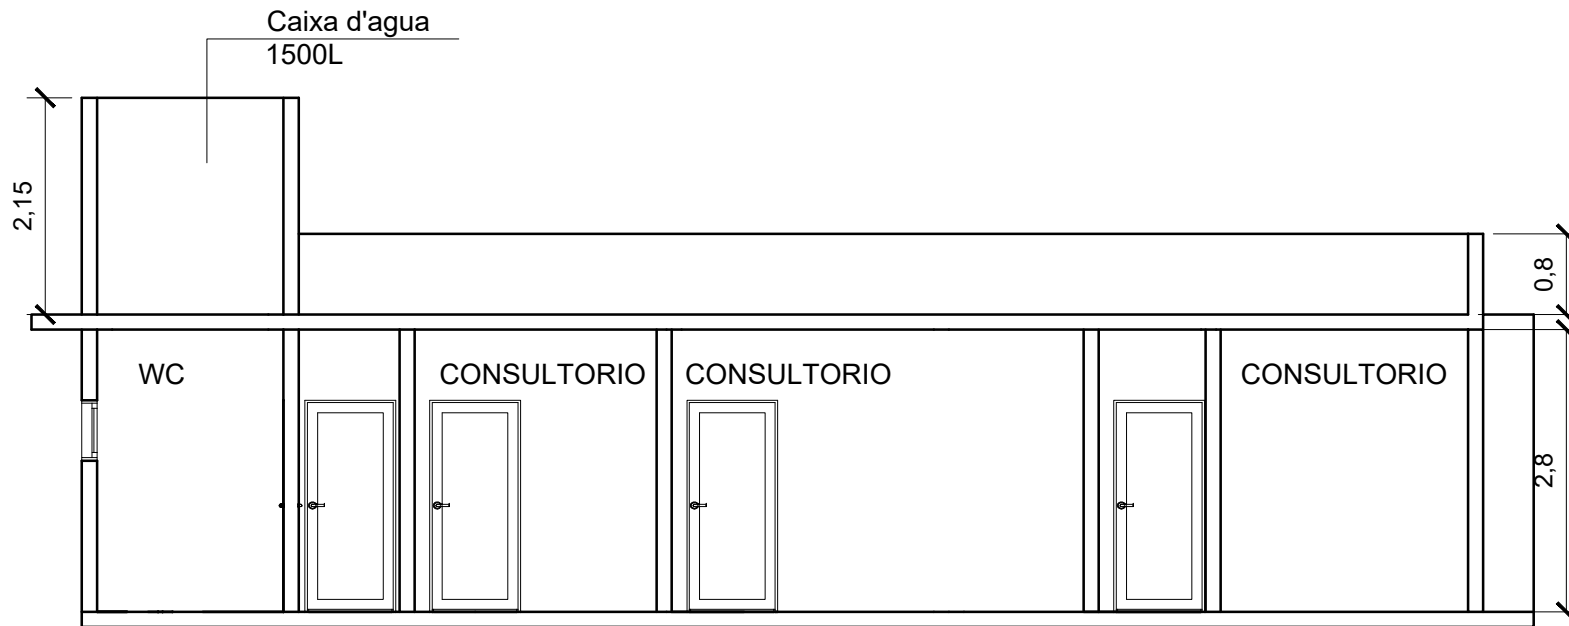 Caixa d'agua
1500L
2,15
0,8
WC
CONSULTORIO
CONSULTORIO
CONSULTORIO
2,8